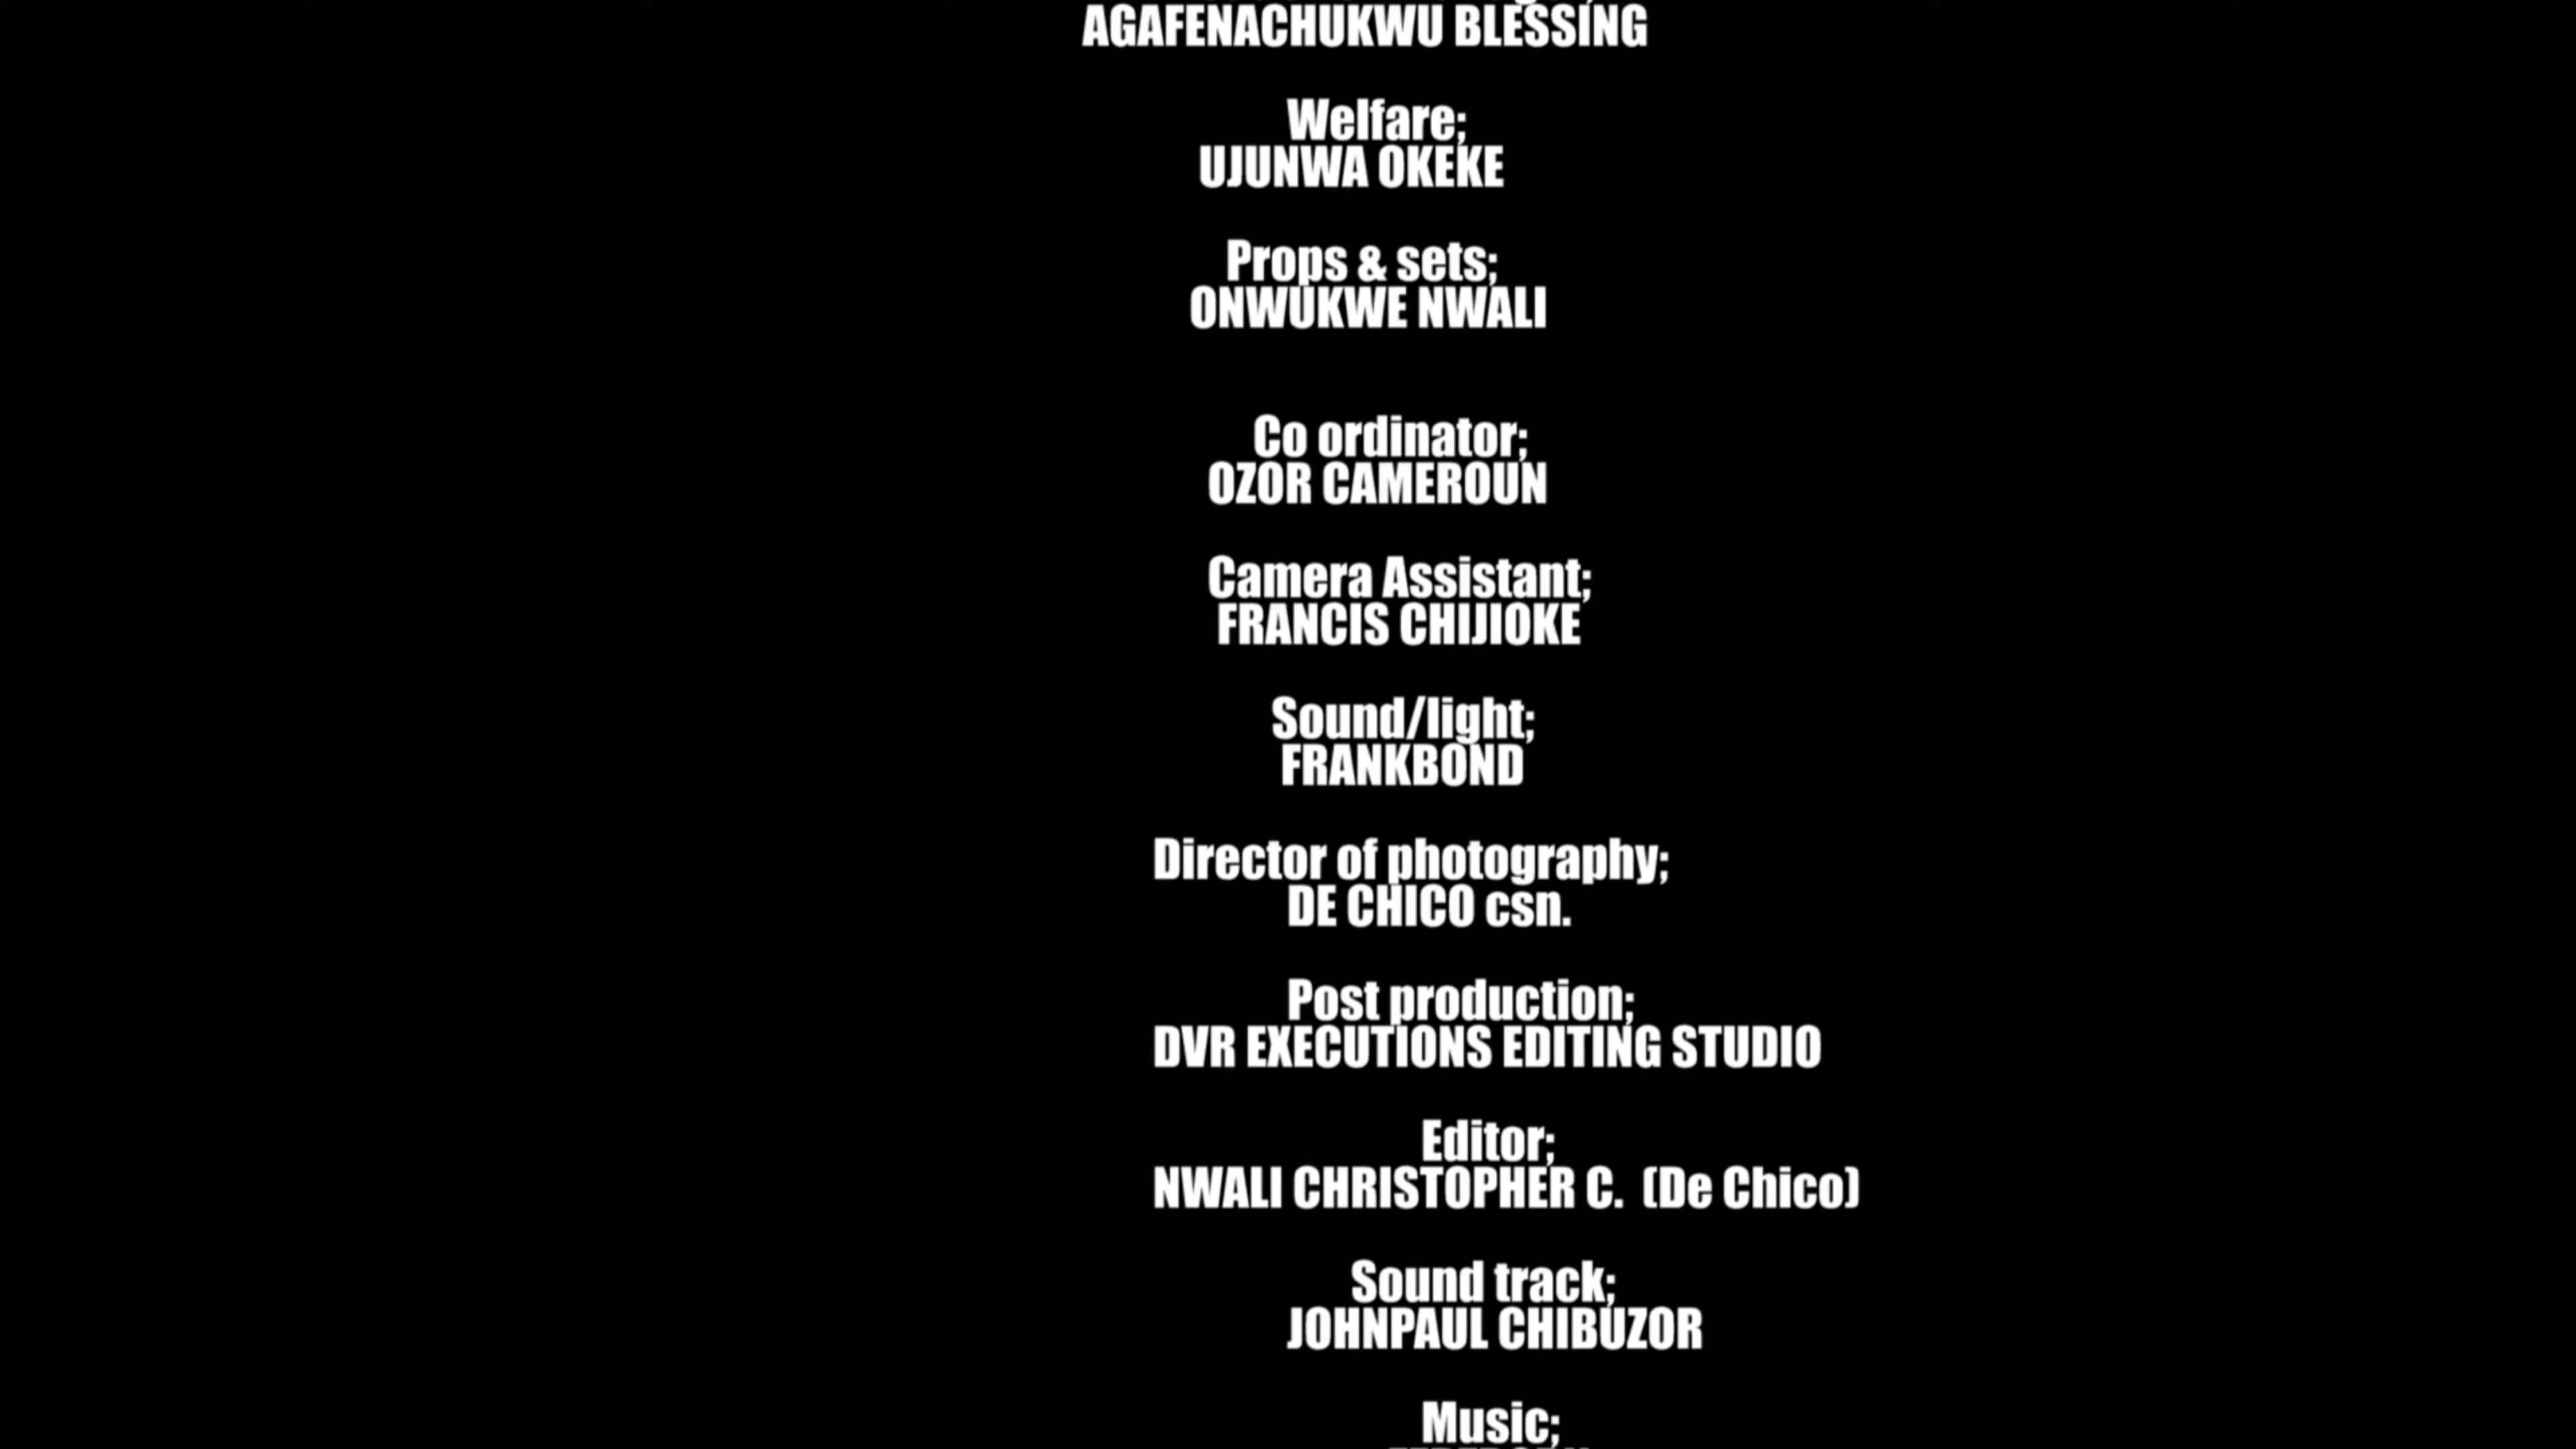 AGAFENACHUKWU BLESSING
Welfare;
UJUNWA OKEKE
Props & sets;
ONWUKWE NWALI
Co ordinator;
OZOR CAMEROUN
Camera Assistant;
FRANCIS CHIJIOKE
Sound/light;
FRANKBOND
Director of photography;
DE CHICO csn.
Post production;
DVR EXECUTIONS EDITING STUDIO
Editor;
NWALI CHRISTOPHER C.  (De Chico)
Sound track;
JOHNPAUL CHIBUZOR
Music;